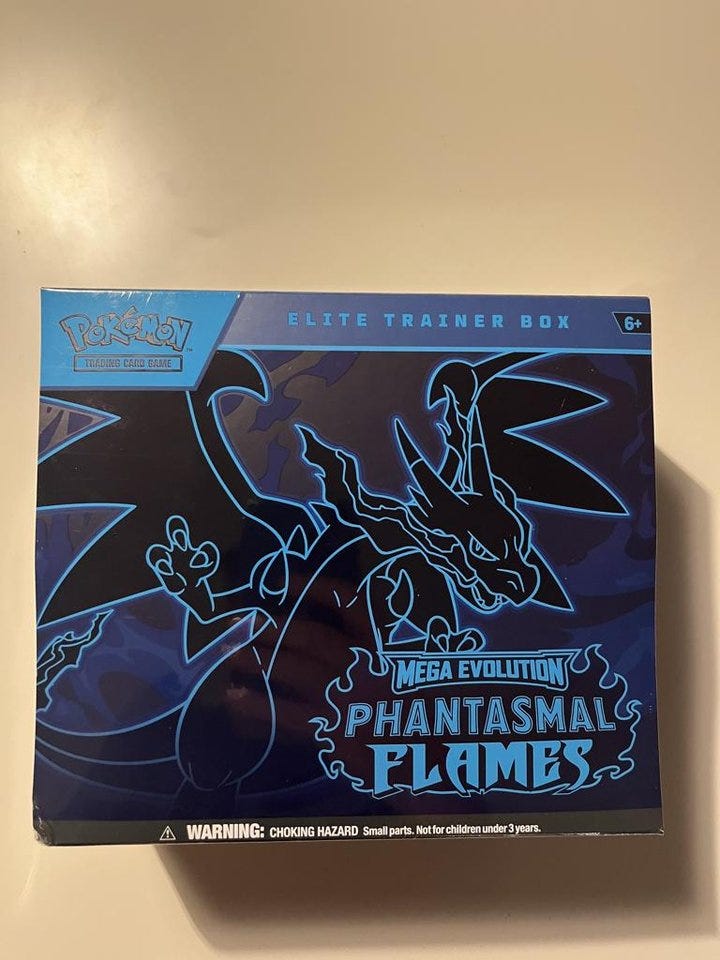 POKéMON
TRADING CARD GAME
ELITE TRAINER BOX
6+
MEGA EVOLUTION
PHANTASMAL
FLAMES
WARNING: CHOKING HAZARD Small parts. Not for children under 3 years.